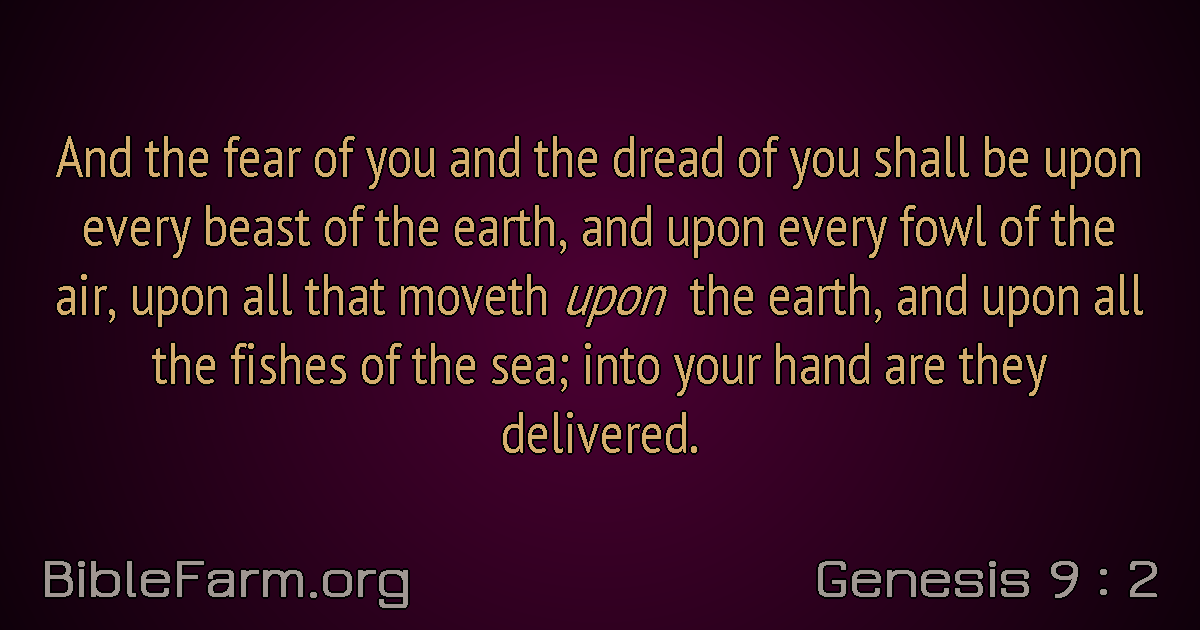 And the fear of you and the dread of you shall be upon
every beast of the earth, and upon every fowl of the
air, upon all that moveth upon the earth, and upon all
the fishes of the sea; into your hand are they
delivered.
BibleFarm.org
Genesis 9 : 2